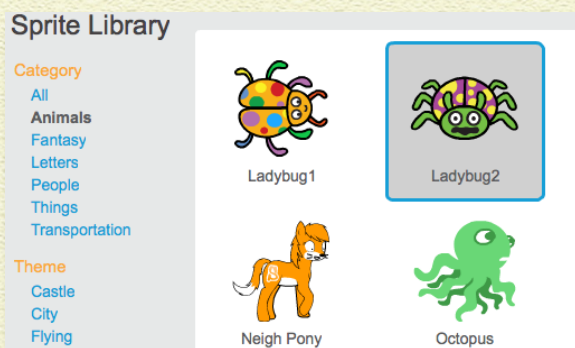 Sprite Library
Category
All
Animals
Fantasy
Letters
People
Things
Transportation
Theme
Castle
City
Flying
Ladybug1
Ladybug2
Neigh Pony
Octopus